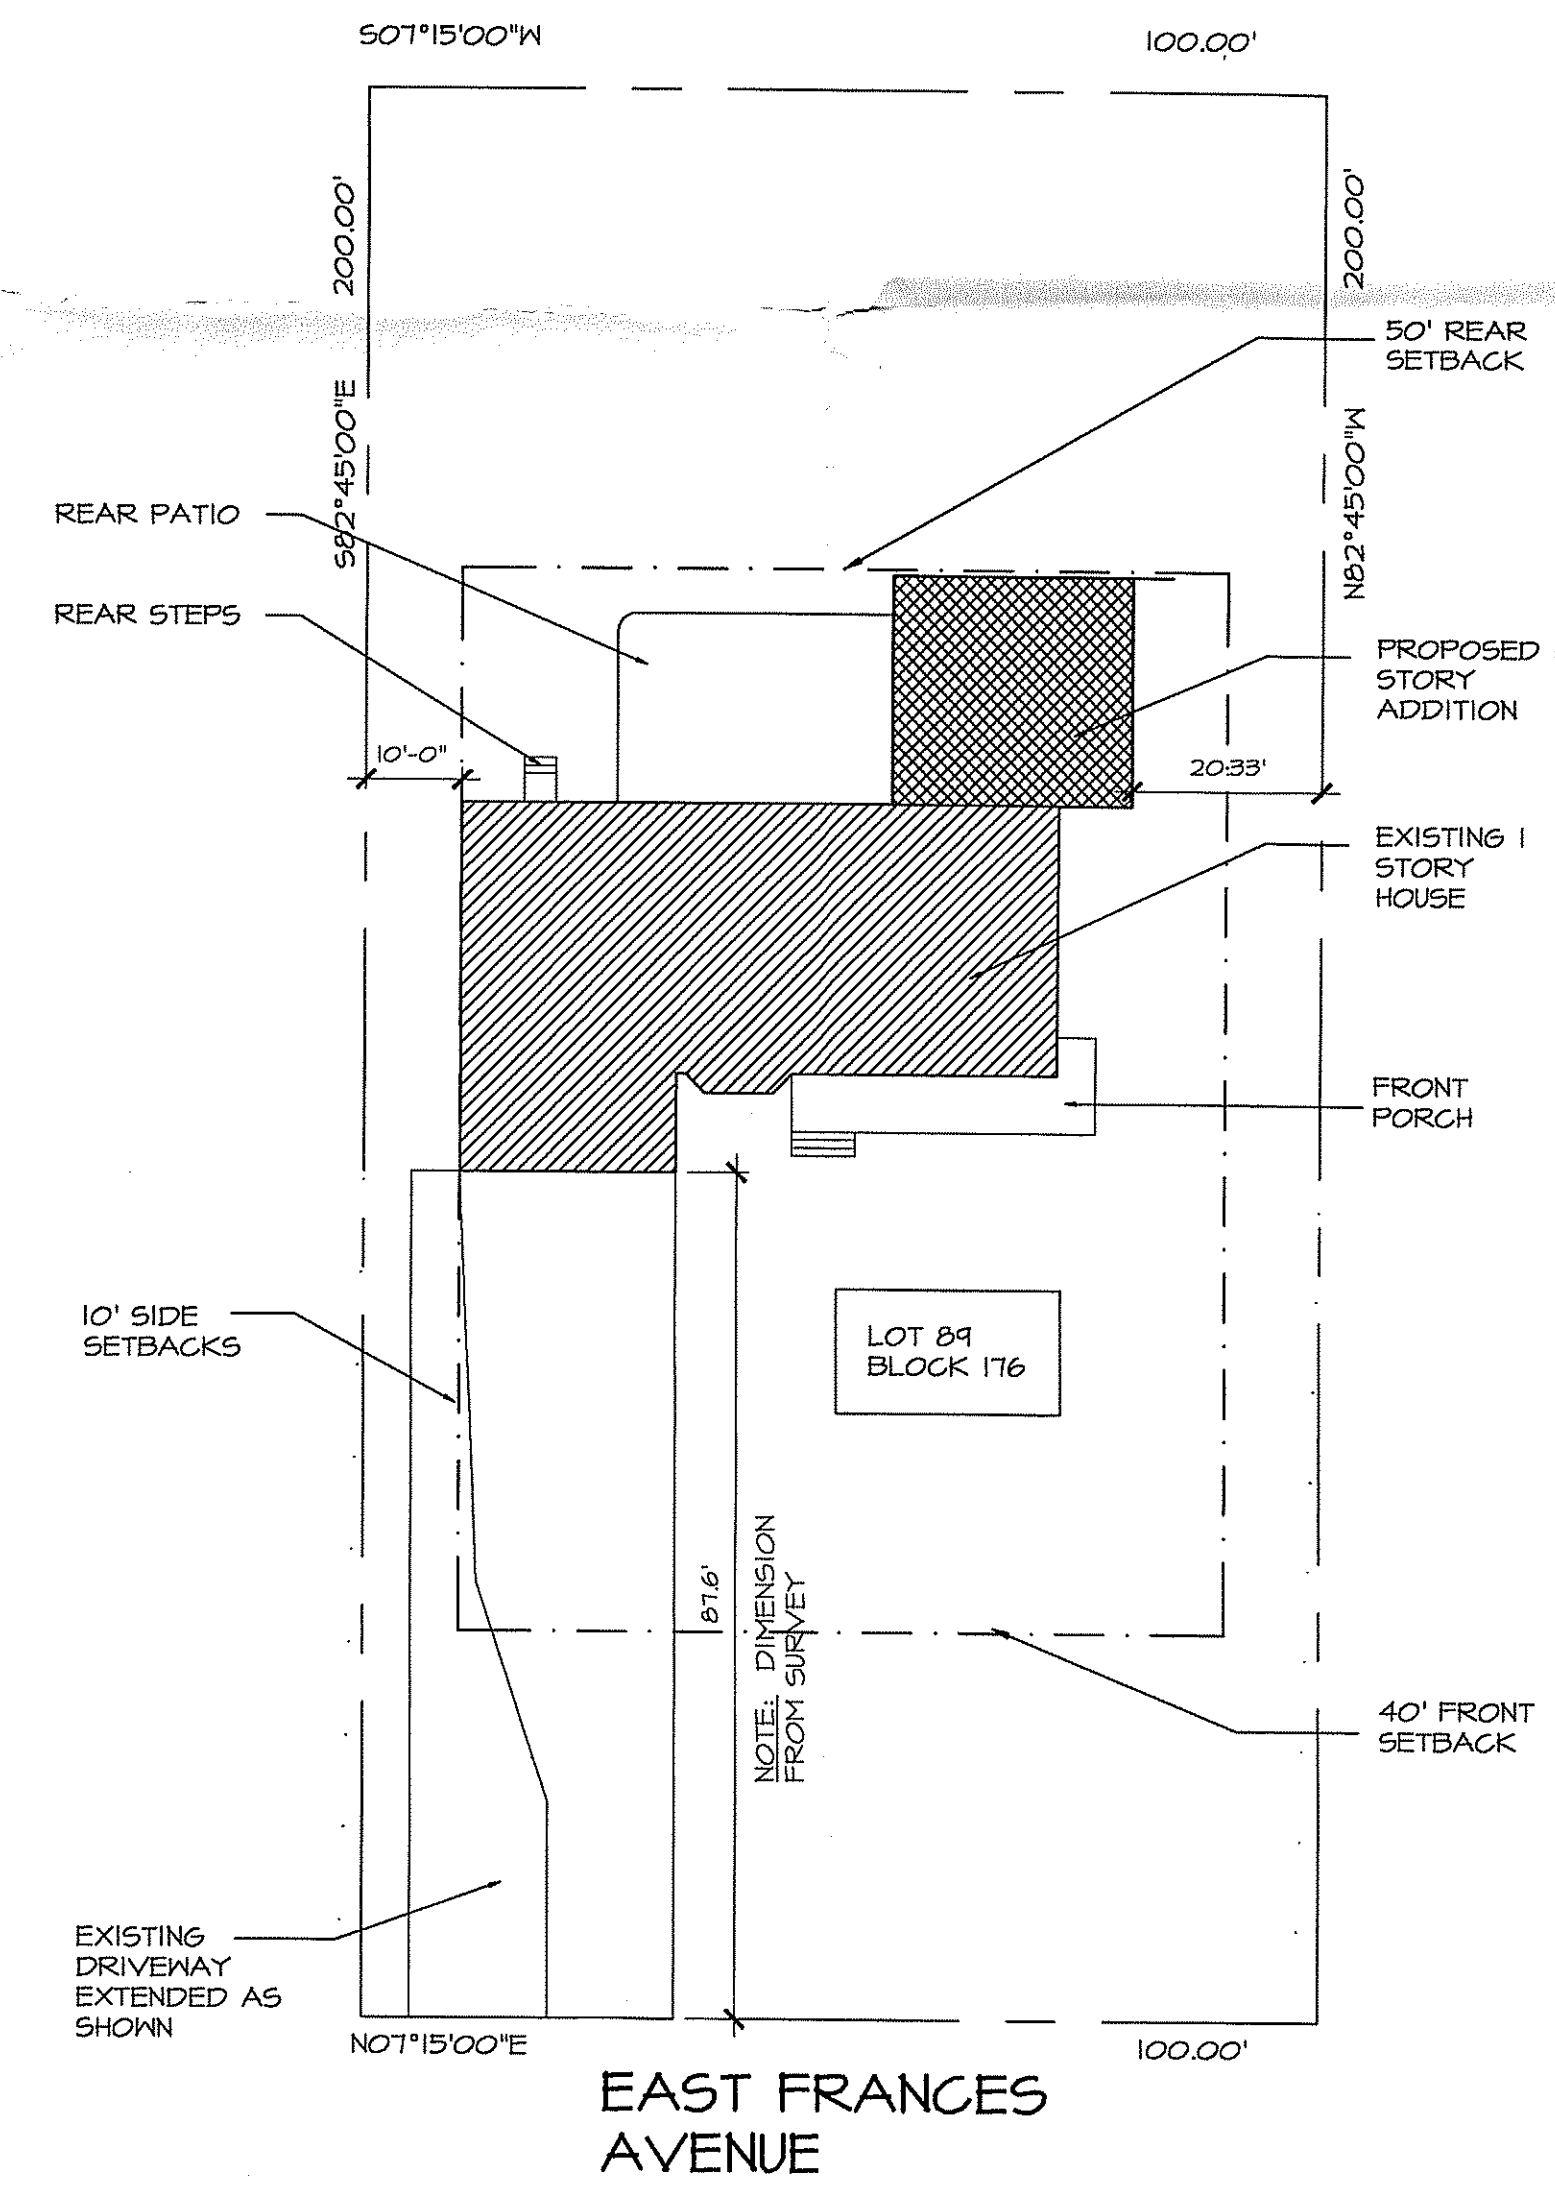 S07°15'00"W
100.00'
200.00'
200.00'
50' REAR
SETBACK
S82°45'00"E
N82°45'00"W
REAR PATIO
REAR STEPS
PROPOSED
STORY
ADDITION
10'-0"
20.33'
EXISTING 1
STORY
HOUSE
FRONT
PORCH
10' SIDE
SETBACKS
LOT 89
BLOCK 176
87.6'
NOTE: DIMENSION
FROM SURVEY
40' FRONT
SETBACK
EXISTING
DRIVEWAY
EXTENDED AS
SHOWN
N07°15'00"E
100.00'
EAST FRANCES
AVENUE